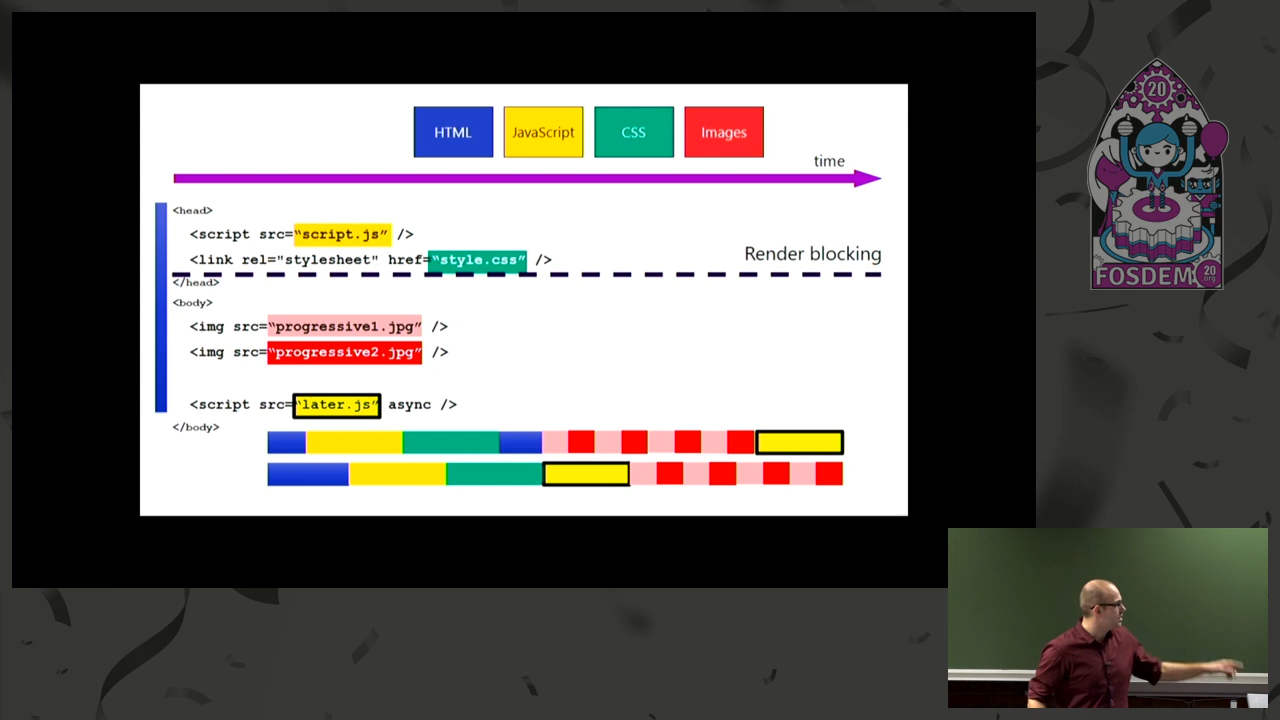 HTML JavaScript CSS Images
time
<head>
<script src=“script.js” />
<link rel="stylesheet" href=“style.css” />
Render blocking
</head>
<body>
<img src=“progressive1.jpg” />
<img src=“progressive2.jpg” />
<script src=“later.js” async />
</body>
20
FOSDEM
20
.org